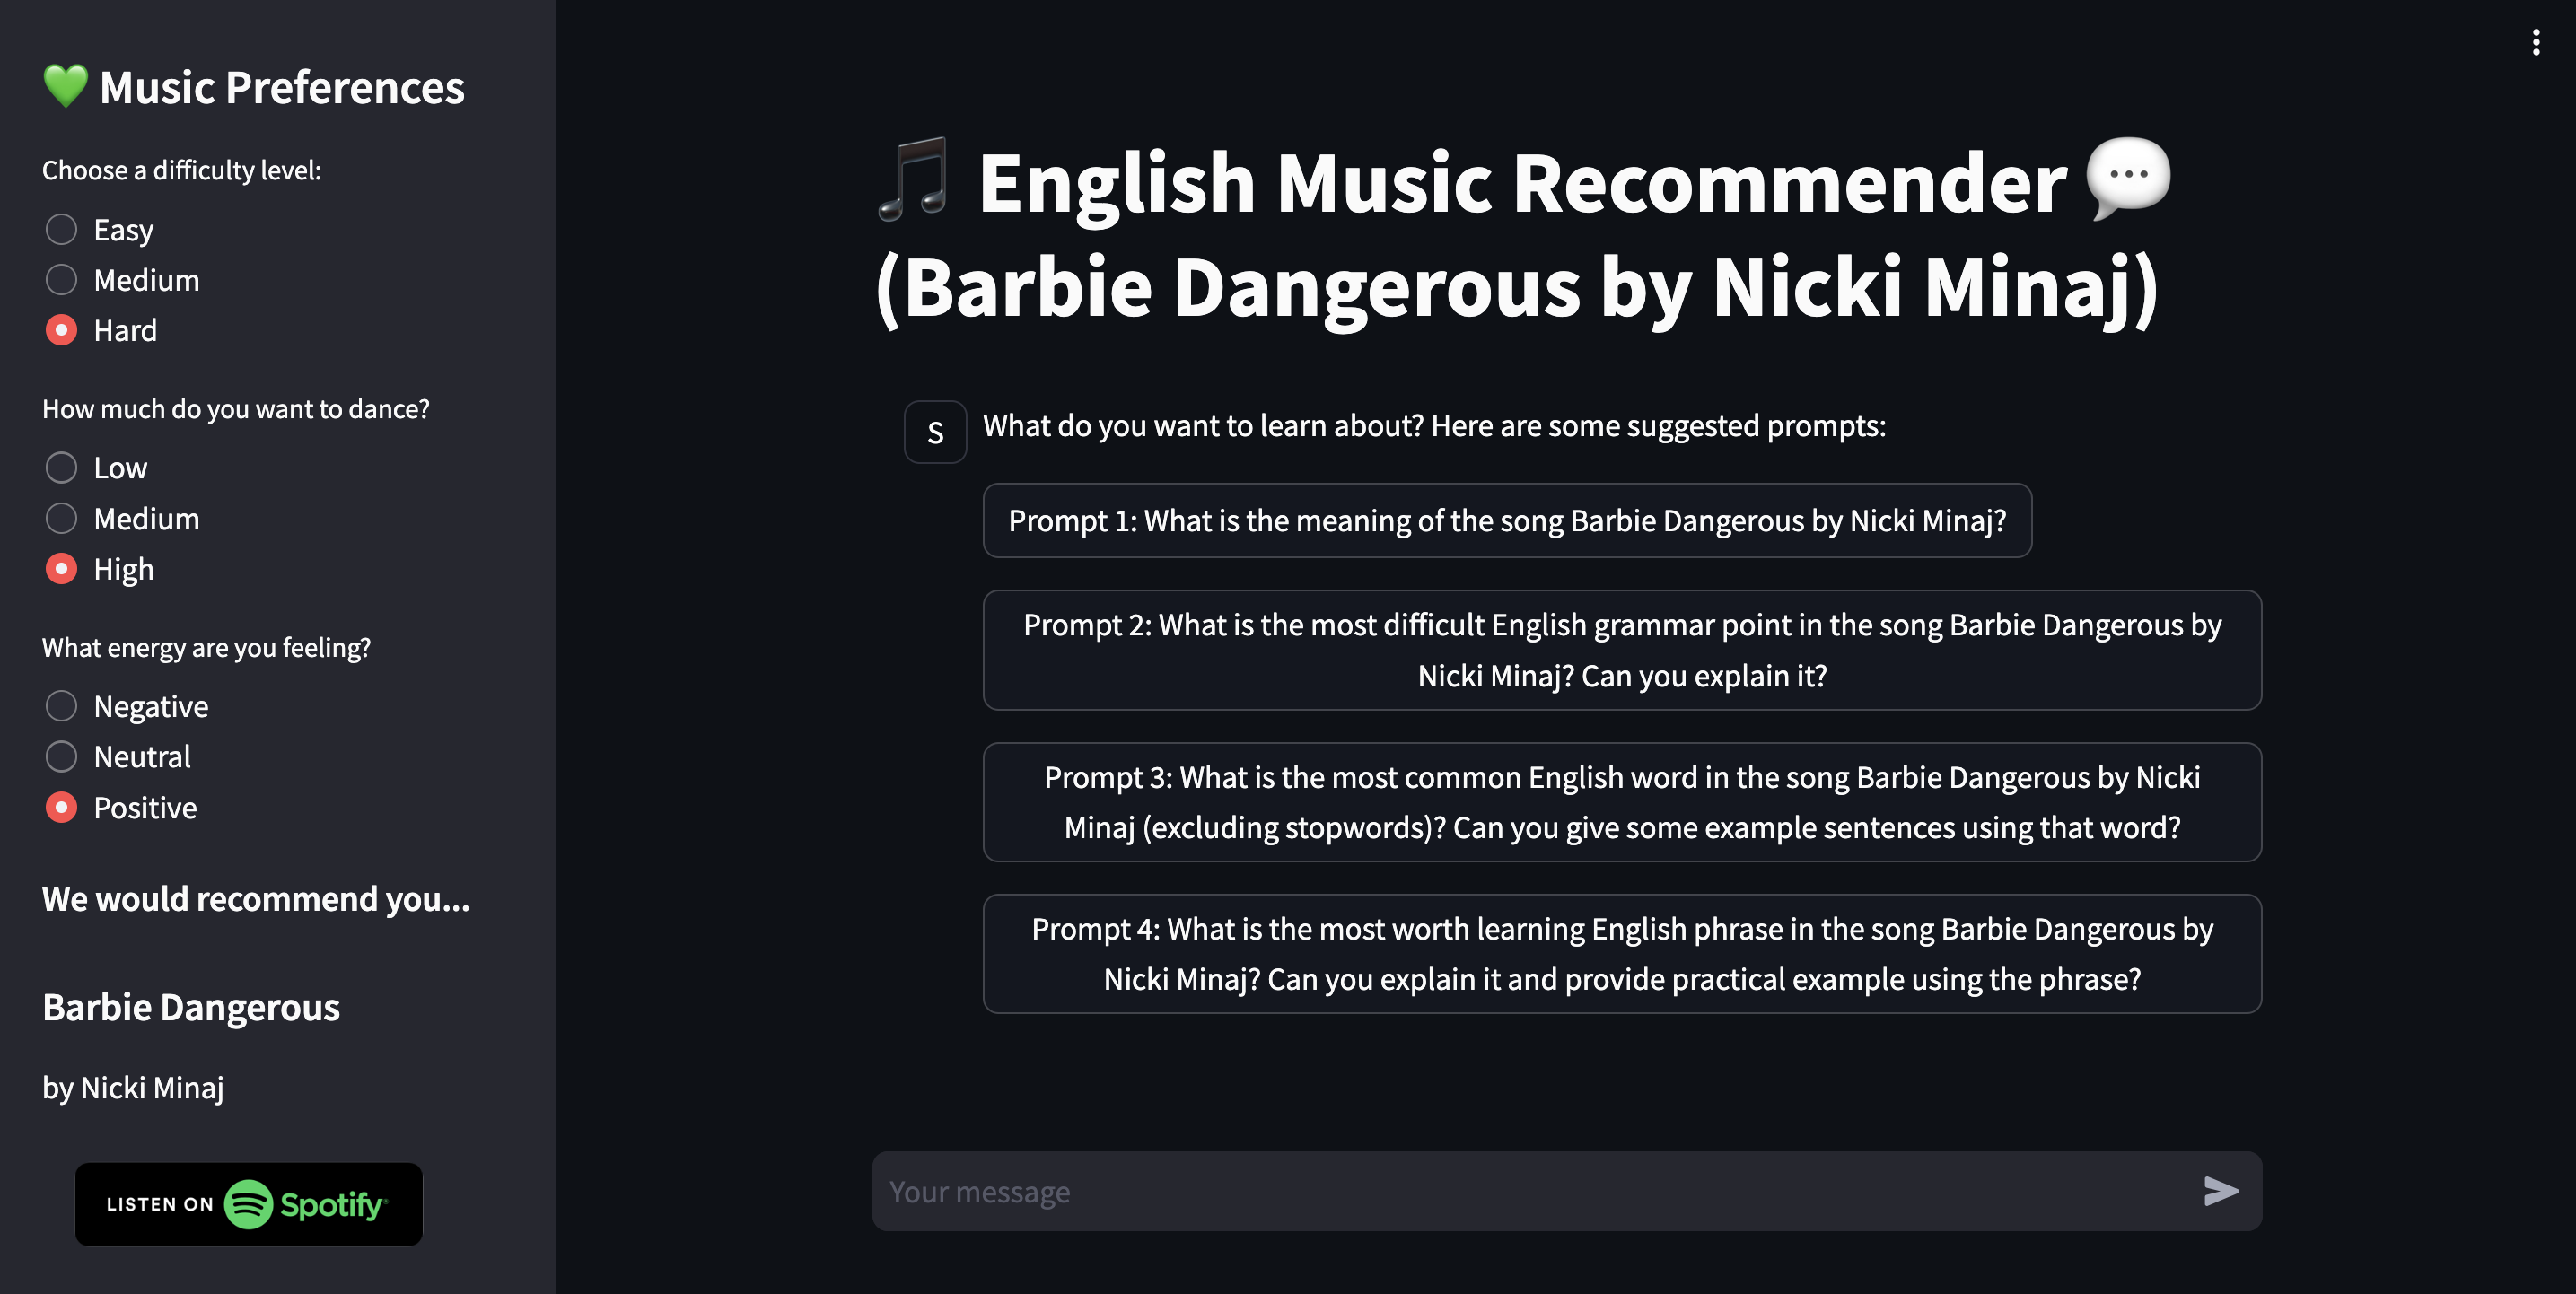 💚 Music Preferences
Choose a difficulty level:
Easy
Medium
Hard
How much do you want to dance?
Low
Medium
High
What energy are you feeling?
Negative
Neutral
Positive
We would recommend you...
Barbie Dangerous
by Nicki Minaj
LISTEN ON Spotify
🎵 English Music Recommender 💬
(Barbie Dangerous by Nicki Minaj)
S
What do you want to learn about? Here are some suggested prompts:
Prompt 1: What is the meaning of the song Barbie Dangerous by Nicki Minaj?
Prompt 2: What is the most difficult English grammar point in the song Barbie Dangerous by
Nicki Minaj? Can you explain it?
Prompt 3: What is the most common English word in the song Barbie Dangerous by Nicki
Minaj (excluding stopwords)? Can you give some example sentences using that word?
Prompt 4: What is the most worth learning English phrase in the song Barbie Dangerous by
Nicki Minaj? Can you explain it and provide practical example using the phrase?
Your message